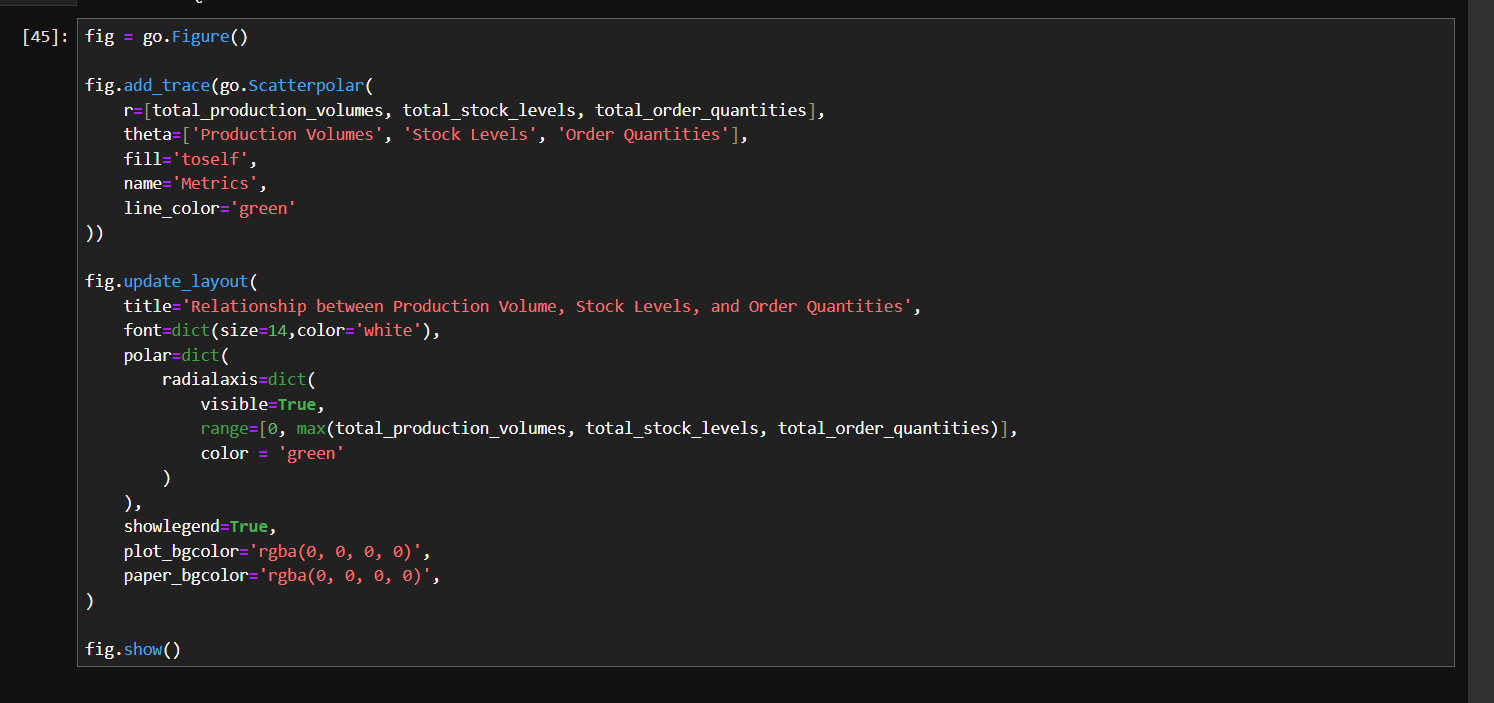 [45]:
fig = go.Figure()
fig.add_trace(go.Scatterpolar(
    r=[total_production_volumes, total_stock_levels, total_order_quantities],
    theta=['Production Volumes', 'Stock Levels', 'Order Quantities'],
    fill='toself',
    name='Metrics',
    line_color='green'
))
fig.update_layout(
    title='Relationship between Production Volume, Stock Levels, and Order Quantities',
    font=dict(size=14,color='white'),
    polar=dict(
        radialaxis=dict(
            visible=True,
            range=[0, max(total_production_volumes, total_stock_levels, total_order_quantities)],
            color = 'green'
        )
    ),
    showlegend=True,
    plot_bgcolor='rgba(0, 0, 0, 0)',
    paper_bgcolor='rgba(0, 0, 0, 0)',
)
fig.show()